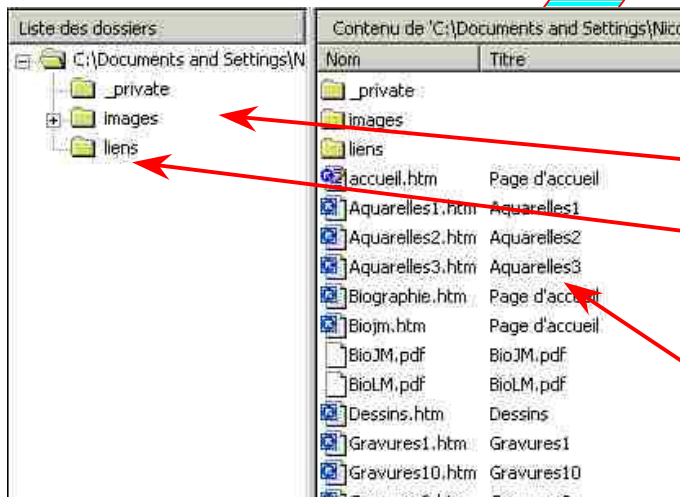 Liste des dossiers
C:\Documents and Settings\N
_private
images
liens
Contenu de 'C:\Documents and Settings\Nico
Nom Titre
_private
images
liens
accueil.htm Page d'accueil
Aquarelles1.htm Aquarelles1
Aquarelles2.htm Aquarelles2
Aquarelles3.htm Aquarelles3
Biographie.htm Page d'accueil
Biojm.htm Page d'accueil
BioJM.pdf BioJM.pdf
BioLM.pdf BioLM.pdf
Dessins.htm Dessins
Gravures1.htm Gravures1
Gravures10.htm Gravures10